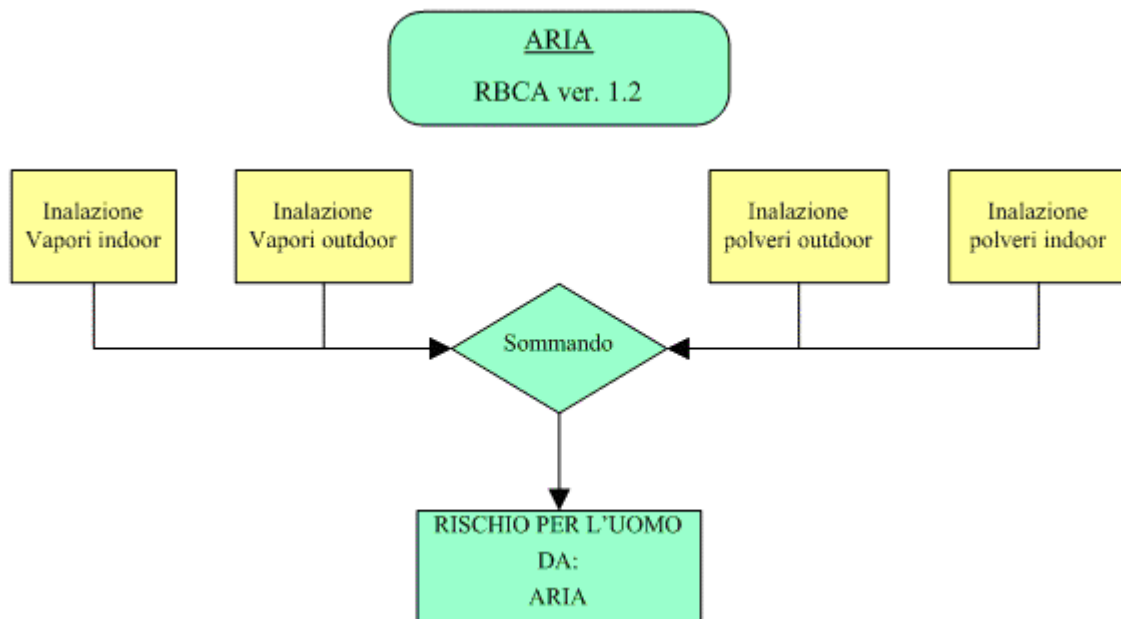 ARIA
RBCA ver. 1.2
Inalazione
Vapori indoor
Inalazione
Vapori outdoor
Inalazione
polveri outdoor
Inalazione
polveri indoor
Sommando
RISCHIO PER L'UOMO
DA:
ARIA